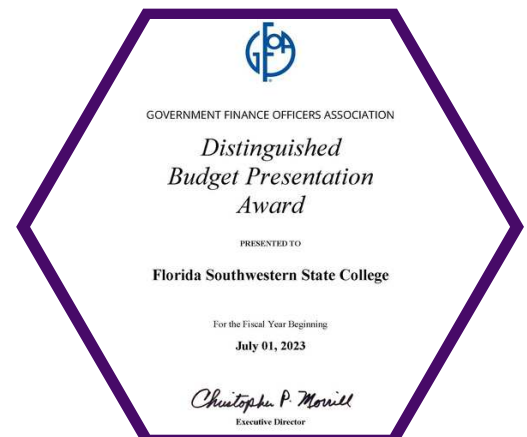 GFOA
GOVERNMENT FINANCE OFFICERS ASSOCIATION
Distinguished
Budget Presentation
Award
PRESENTED TO
Florida Southwestern State College
For the Fiscal Year Beginning
July 01, 2023
Christopher P. Morrill
Executive Director